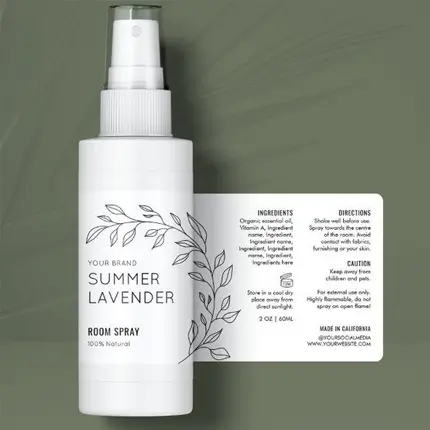 YOUR BRAND
SUMMER
LAVENDER
ROOM SPRAY
100% Natural
INGREDIENTS
Organic essential oil,
Vitamin A, Ingredient
name, Ingredient,
Ingredient name,
Ingredient, Ingredient
name, Ingredient,
Ingredients here
Store in a cool dry
place away from
direct sunlight.
2 OZ | 60ML
DIRECTIONS
Shake well before use.
Spray towards the centre
of the room. Avoid
contact with fabrics,
furnishing or your skin.
CAUTION
Keep away from
children and pets.
For external use only.
Highly flammable, do not
spray an open flame!
MADE IN CALIFORNIA
@YOURSOCIALMEDIA
WWW.YOURWEBSITE.COM